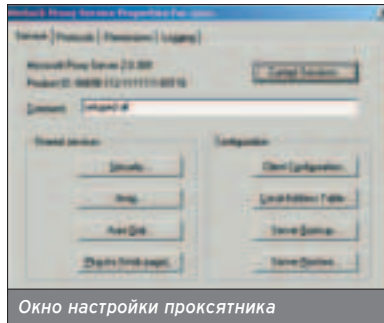 Winsock Proxy Service Properties For
Service Protocols Permissions Logging
Microsoft Proxy Server 2.0
Product ID:
Current Sessions...
Comment:
Shared services
Configuration
Security...
Client Configuration...
Array...
Local Address Table...
Auto Dial...
Server Backup...
Plug-ins (web page)...
Server Restore...
Окно настройки проксятника